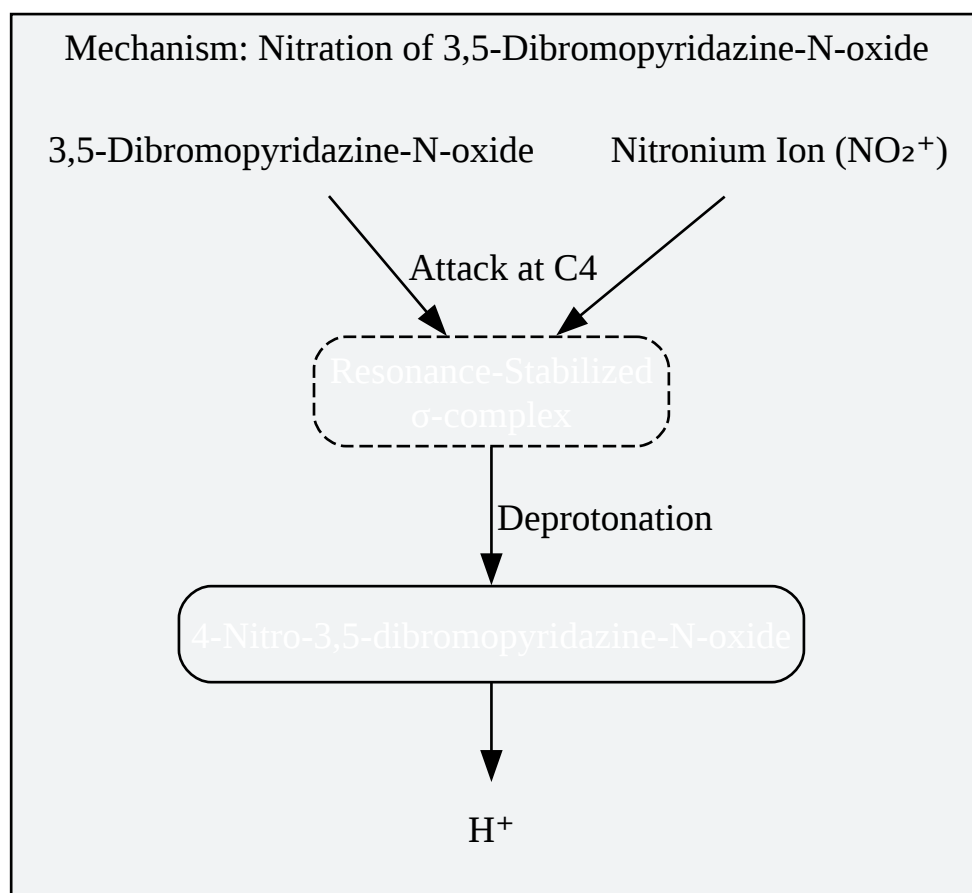 Mechanism: Nitration of 3,5-Dibromopyridazine-N-oxide
3,5-Dibromopyridazine-N-oxide
Nitronium Ion (NO₂⁺)
Attack at C4
Resonance-Stabilized
σ-complex
Deprotonation
4-Nitro-3,5-dibromopyridazine-N-oxide
H⁺